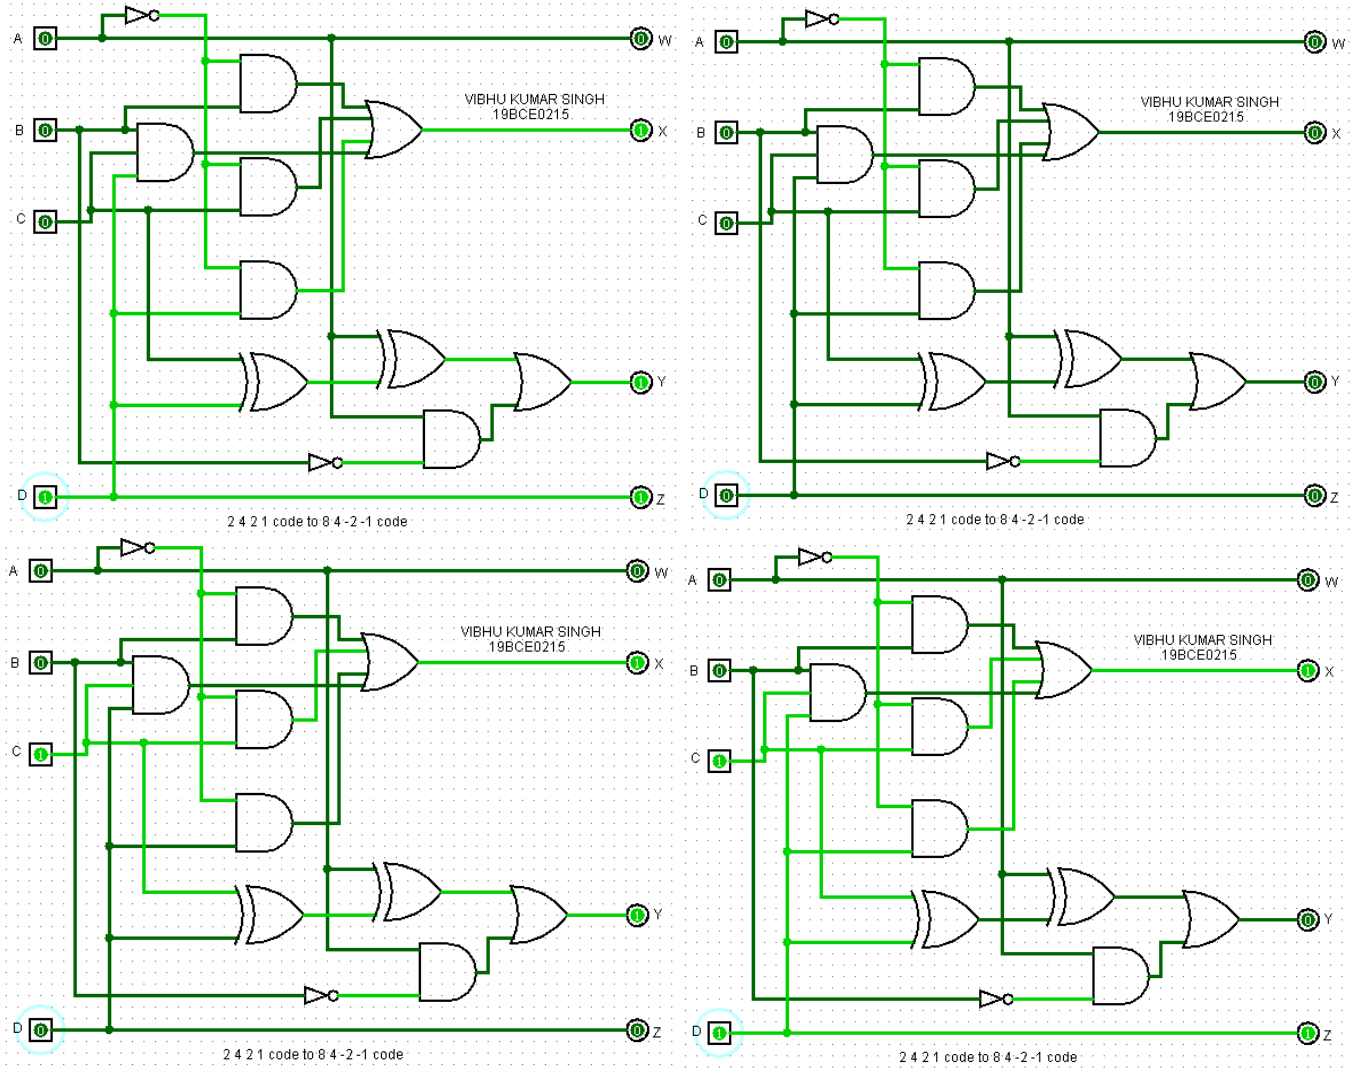 A 0 0 W
VIBHU KUMAR SINGH
19BCE0215
B 0 1 X
C 0
1 Y
D 1 1 Z
2 4 2 1 code to 8 4 -2 -1 code
A 0 0 W
VIBHU KUMAR SINGH
19BCE0215
B 0 0 X
C 0
0 Y
D 0 0 Z
2 4 2 1 code to 8 4 -2 -1 code
A 0 0 W
VIBHU KUMAR SINGH
19BCE0215
B 0 1 X
C 1
1 Y
D 0 0 Z
2 4 2 1 code to 8 4 -2 -1 code
A 0 0 W
VIBHU KUMAR SINGH
19BCE0215
B 0 1 X
C 1
0 Y
D 1 1 Z
2 4 2 1 code to 8 4 -2 -1 code